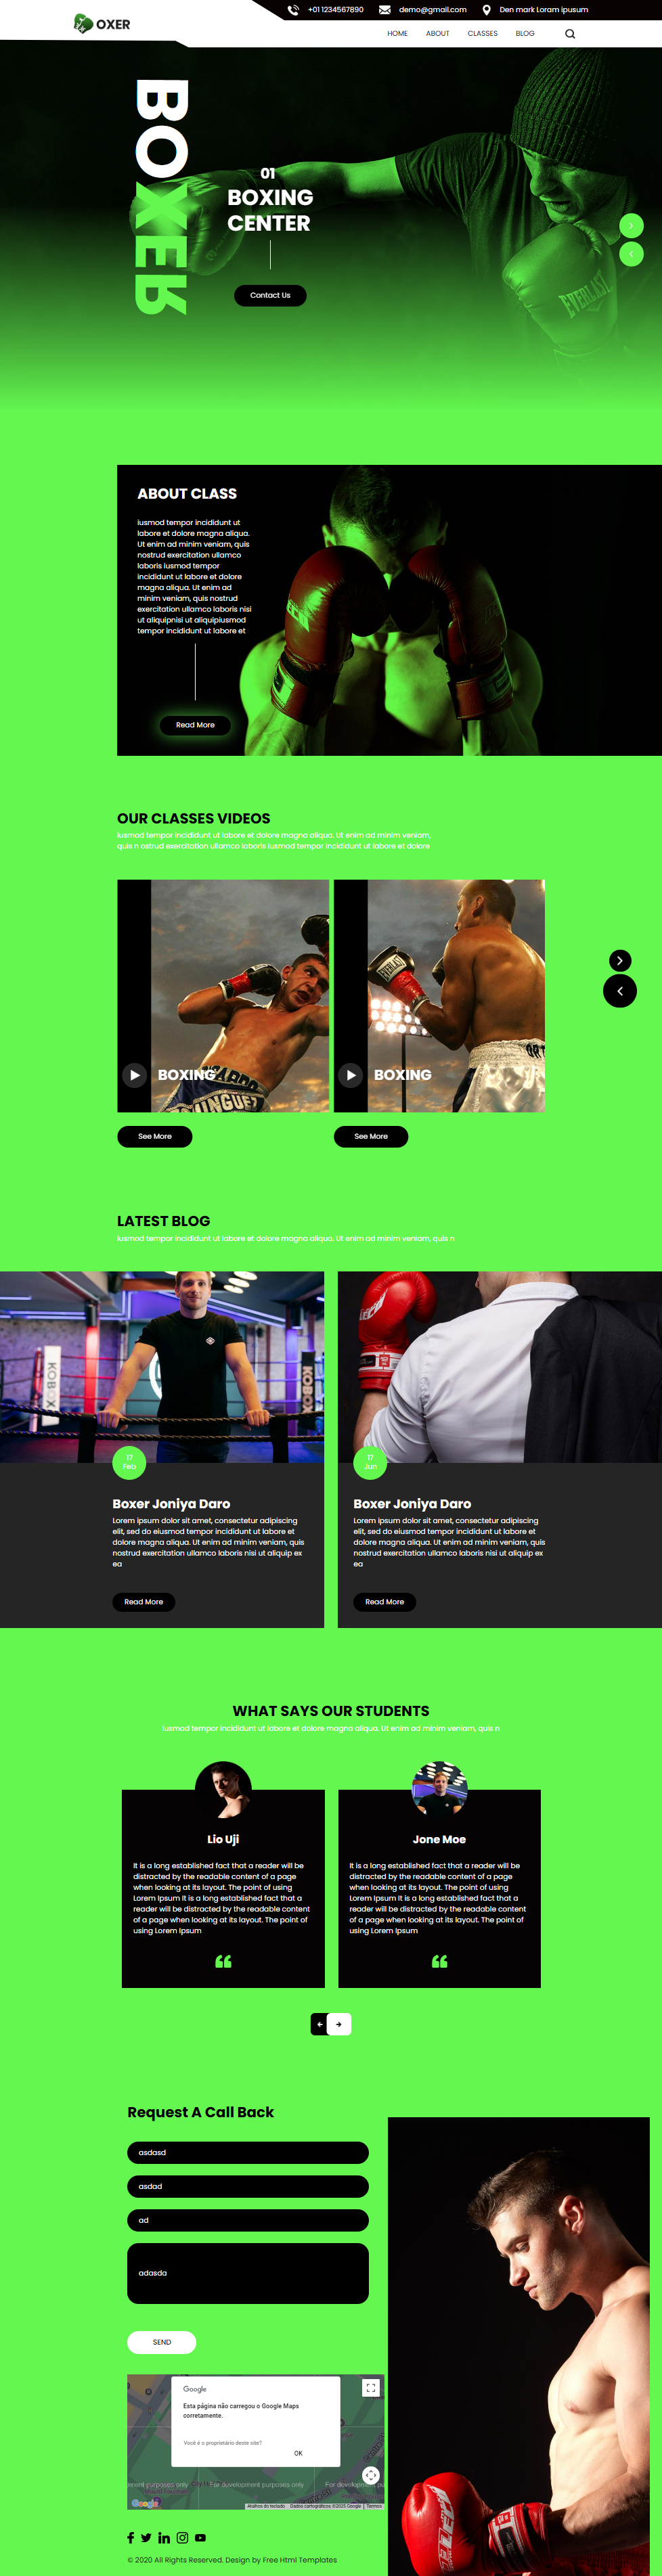 +01 1234567890 demo@gmail.com Den mark Loram ipusum
OXER
HOME ABOUT CLASSES BLOG
BOXER
01
BOXING
CENTER
Contact Us
EVERLAST
ABOUT CLASS
iusmod tempor incididunt ut
labore et dolore magna aliqua.
Ut enim ad minim veniam, quis
nostrud exercitation ullamco
laboris iusmod tempor
incididunt ut labore et dolore
magna aliqua. Ut enim ad
minim veniam, quis nostrud
exercitation ullamco laboris nisi
ut aliquipnisi ut aliquipiusmod
tempor incididunt ut labore et
Read More
OUR CLASSES VIDEOS
iusmod tempor incididunt ut labore et dolore magna aliqua. Ut enim ad minim veniam,
quis n ostrud exercitation ullamco laboris iusmod tempor incididunt ut labore et dolore
EVERLAST
BOXING
BOXING
See More
See More
LATEST BLOG
iusmod tempor incididunt ut labore et dolore magna aliqua. Ut enim ad minim veniam, quis n
KOBOX
KOBOX
17
Feb
17
Jun
Boxer Joniya Daro
Lorem ipsum dolor sit amet, consectetur adipiscing
elit, sed do eiusmod tempor incididunt ut labore et
dolore magna aliqua. Ut enim ad minim veniam, quis
nostrud exercitation ullamco laboris nisi ut aliquip ex
ea
Read More
Boxer Joniya Daro
Lorem ipsum dolor sit amet, consectetur adipiscing
elit, sed do eiusmod tempor incididunt ut labore et
dolore magna aliqua. Ut enim ad minim veniam, quis
nostrud exercitation ullamco laboris nisi ut aliquip ex
ea
Read More
WHAT SAYS OUR STUDENTS
iusmod tempor incididunt ut labore et dolore magna aliqua. Ut enim ad minim veniam, quis n
Lio Uji
It is a long established fact that a reader will be
distracted by the readable content of a page
when looking at its layout. The point of using
Lorem Ipsum It is a long established fact that a
reader will be distracted by the readable content
of a page when looking at its layout. The point of
using Lorem Ipsum
Jone Moe
It is a long established fact that a reader will be
distracted by the readable content of a page
when looking at its layout. The point of using
Lorem Ipsum It is a long established fact that a
reader will be distracted by the readable content
of a page when looking at its layout. The point of
using Lorem Ipsum
Request A Call Back
asdasd
asdad
ad
adasda
SEND
Google
Esta página não carregou o Google Maps
corretamente.
Você é o proprietário deste site?
OK
For development purposes only
Google
Atalhos do teclado Dados cartográficos ©2025 Google Termos
© 2020 All Rights Reserved. Design by Free Html Templates